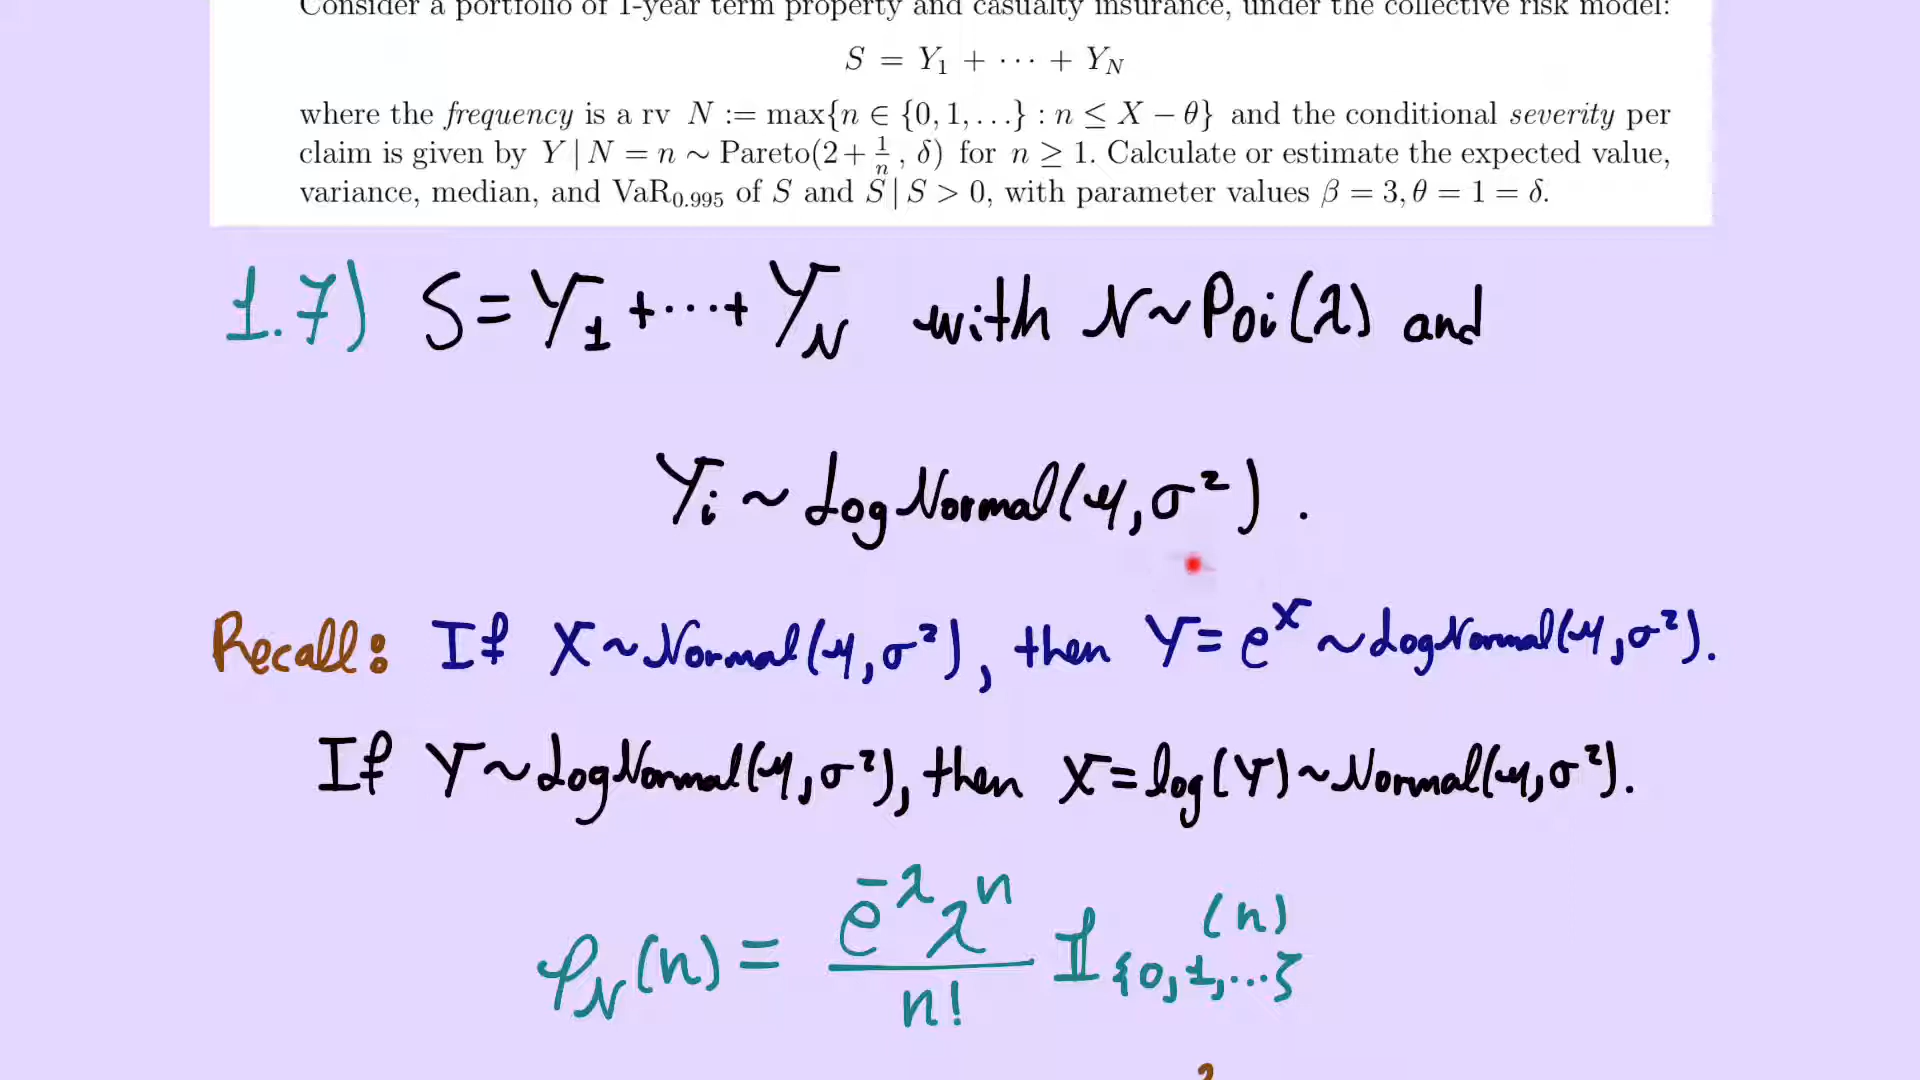 Consider a portfolio of 1-year term property and casualty insurance, under the collective risk model:
S = Y₁ + ··· + Y_N
where the frequency is a rv N := max{n ∈ {0, 1, …} : n ≤ X − θ} and the conditional severity per
claim is given by Y | N = n ~ Pareto(2 + 1/n, δ) for n ≥ 1. Calculate or estimate the expected value,
variance, median, and VaR₀.₉₉₅ of S and S | S > 0, with parameter values β = 3, θ = 1 = δ.
1.7) S = Y₁ + ··· + Y_N with N ~ Poi(λ) and
Yᵢ ~ LogNormal(μ, σ²).
Recall: If X ~ Normal(μ, σ²), then Y = e^X ~ LogNormal(μ, σ²).
If Y ~ LogNormal(μ, σ²), then X = log(Y) ~ Normal(μ, σ²).
p_N(n) = e^{-λ} λ^n / n! 𝟙_{{0, 1, ...}}(n)